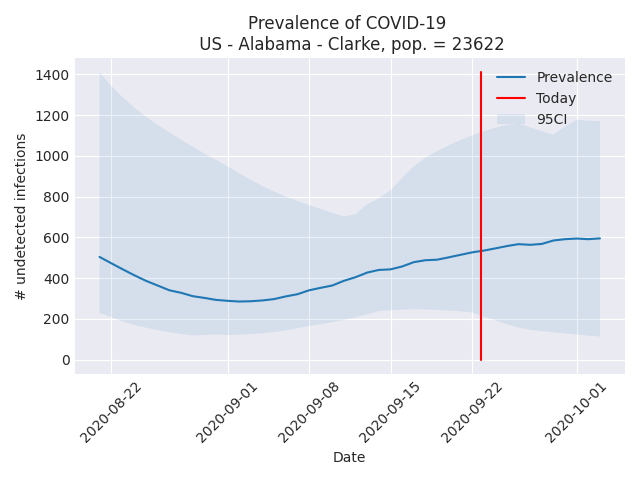 Prevalence of COVID-19
US - Alabama - Clarke, pop. = 23622
Prevalence
Today
95CI
1400
1200
1000
800
600
400
200
0
# undetected infections
2020-08-22
2020-09-01
2020-09-08
2020-09-15
2020-09-22
2020-10-01
Date